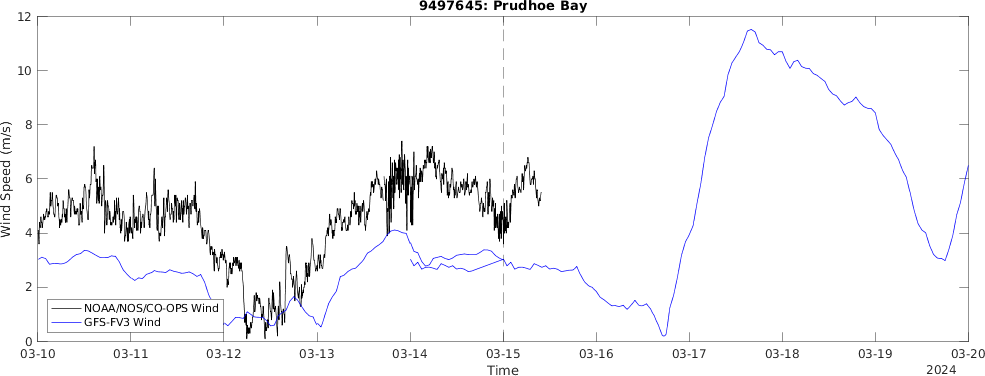 9497645: Prudhoe Bay
Wind Speed (m/s)
12
10
8
6
4
2
0
NOAA/NOS/CO-OPS Wind
GFS-FV3 Wind
03-10 03-11 03-12 03-13 03-14 03-15 03-16 03-17 03-18 03-19 03-20
Time
2024